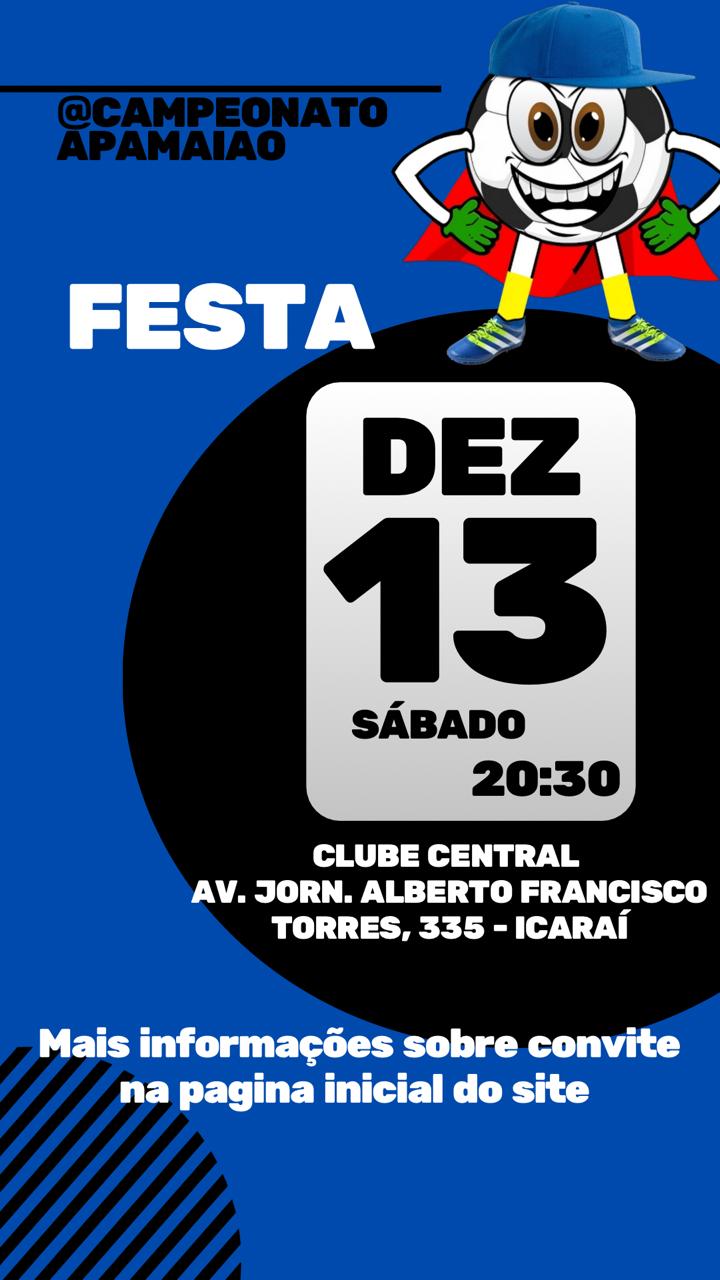 @CAMPEONATO
APAMAIAO
FESTA
DEZ
13
SÁBADO
20:30
CLUBE CENTRAL
AV. JORN. ALBERTO FRANCISCO
TORRES, 335 - ICARAÍ
Mais informações sobre convite
na pagina inicial do site